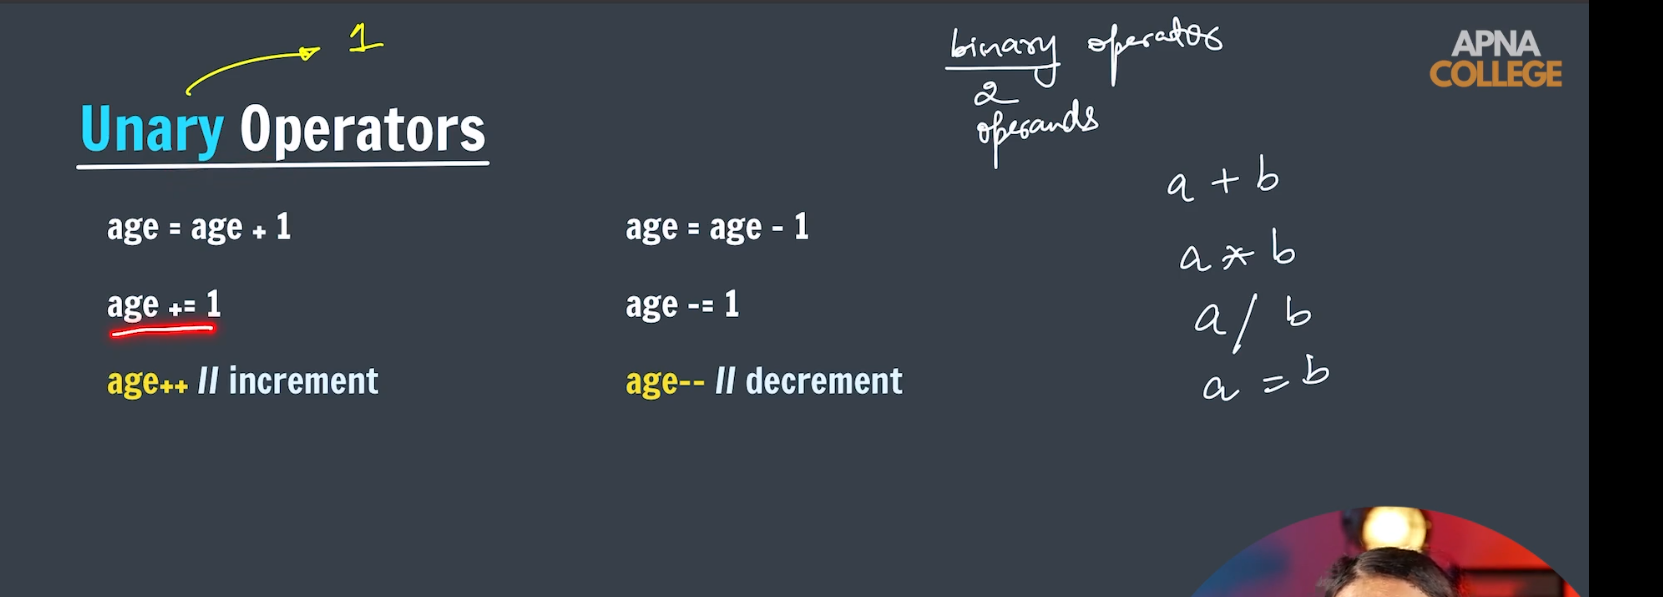 1
binary operator
2
operands
APNA
COLLEGE
Unary Operators
a + b
age = age + 1
age = age - 1
a * b
age += 1
age -= 1
a / b
age++ // increment
age-- // decrement
a = b